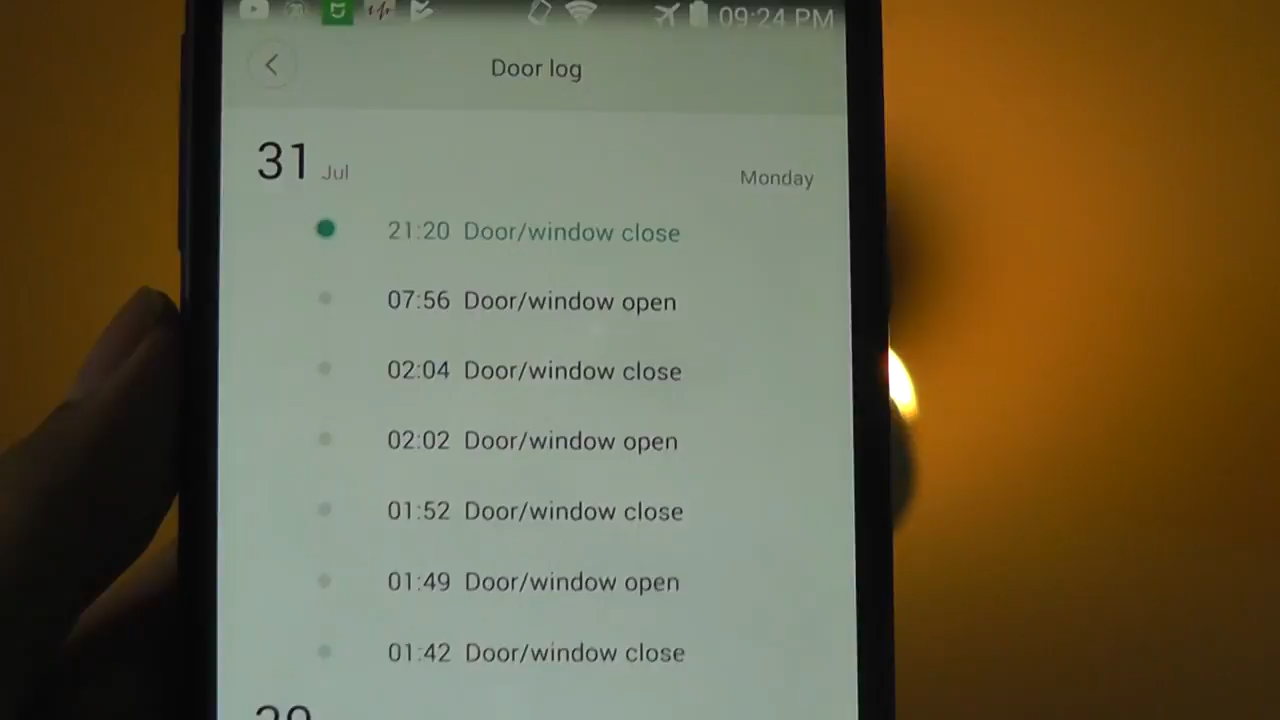 09:24 PM
Door log
31 Jul Monday
21:20 Door/window close
07:56 Door/window open
02:04 Door/window close
02:02 Door/window open
01:52 Door/window close
01:49 Door/window open
01:42 Door/window close